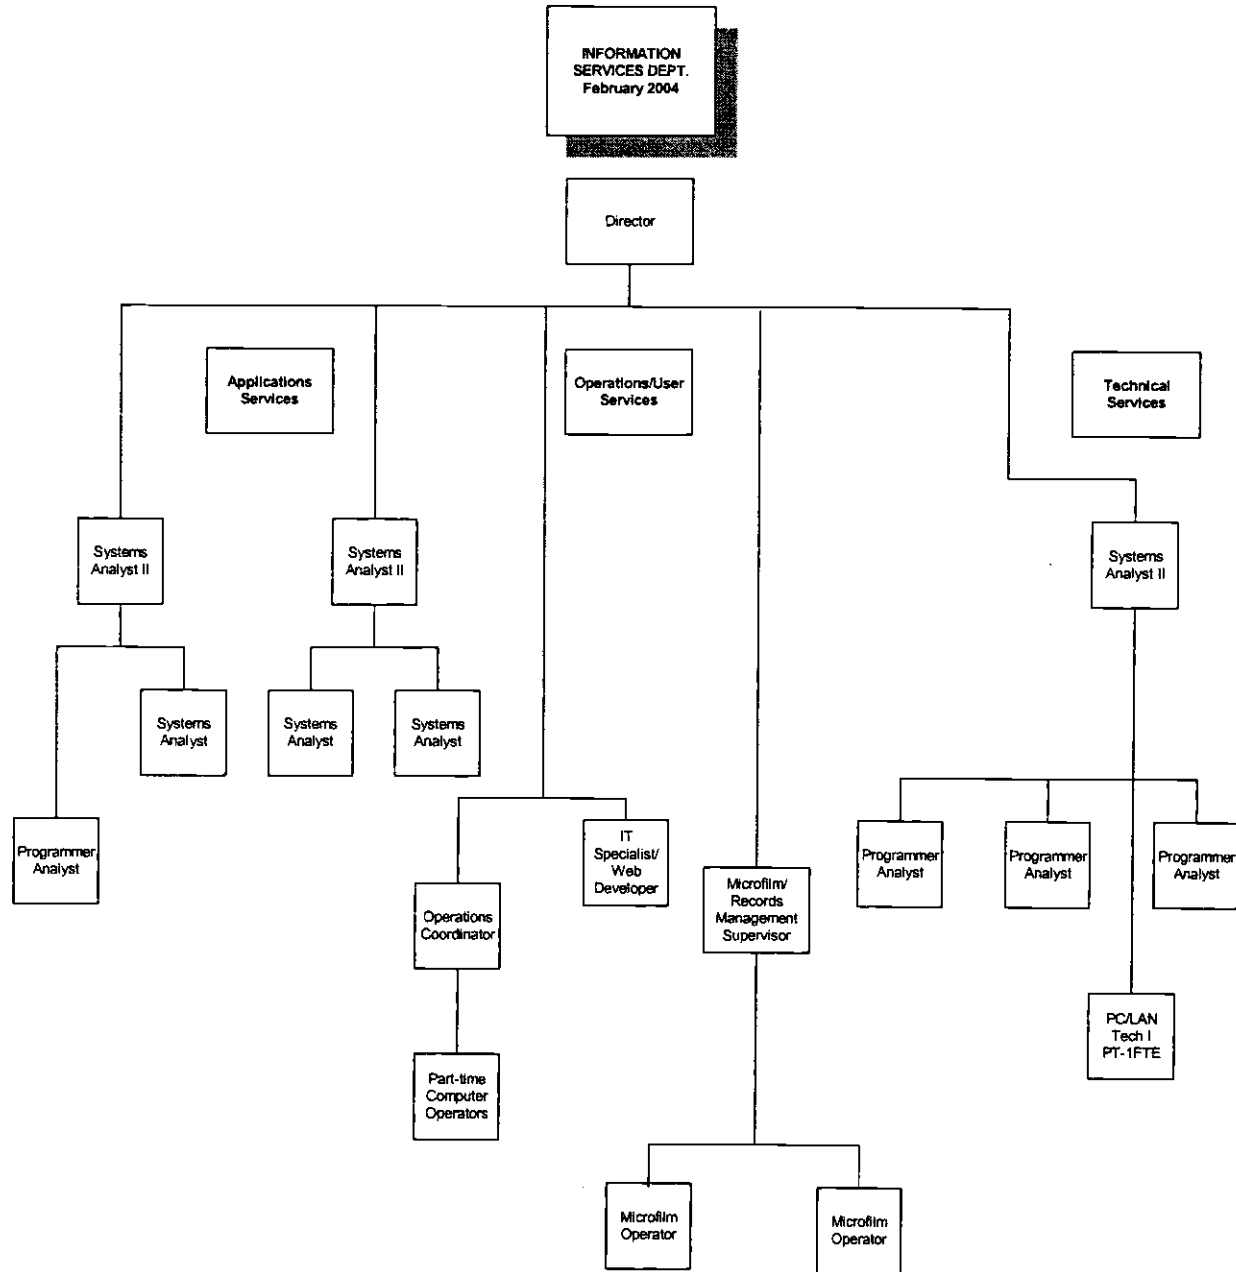 INFORMATION
SERVICES DEPT.
February 2004
Director
Applications
Services
Operations/User
Services
Technical
Services
Systems
Analyst II
Systems
Analyst II
Systems
Analyst II
Systems
Analyst
Systems
Analyst
Systems
Analyst
Programmer
Analyst
IT
Specialist/
Web
Developer
Programmer
Analyst
Programmer
Analyst
Programmer
Analyst
Operations
Coordinator
Microfilm/
Records
Management
Supervisor
PC/LAN
Tech I
PT-1FTE
Part-time
Computer
Operators
Microfilm
Operator
Microfilm
Operator